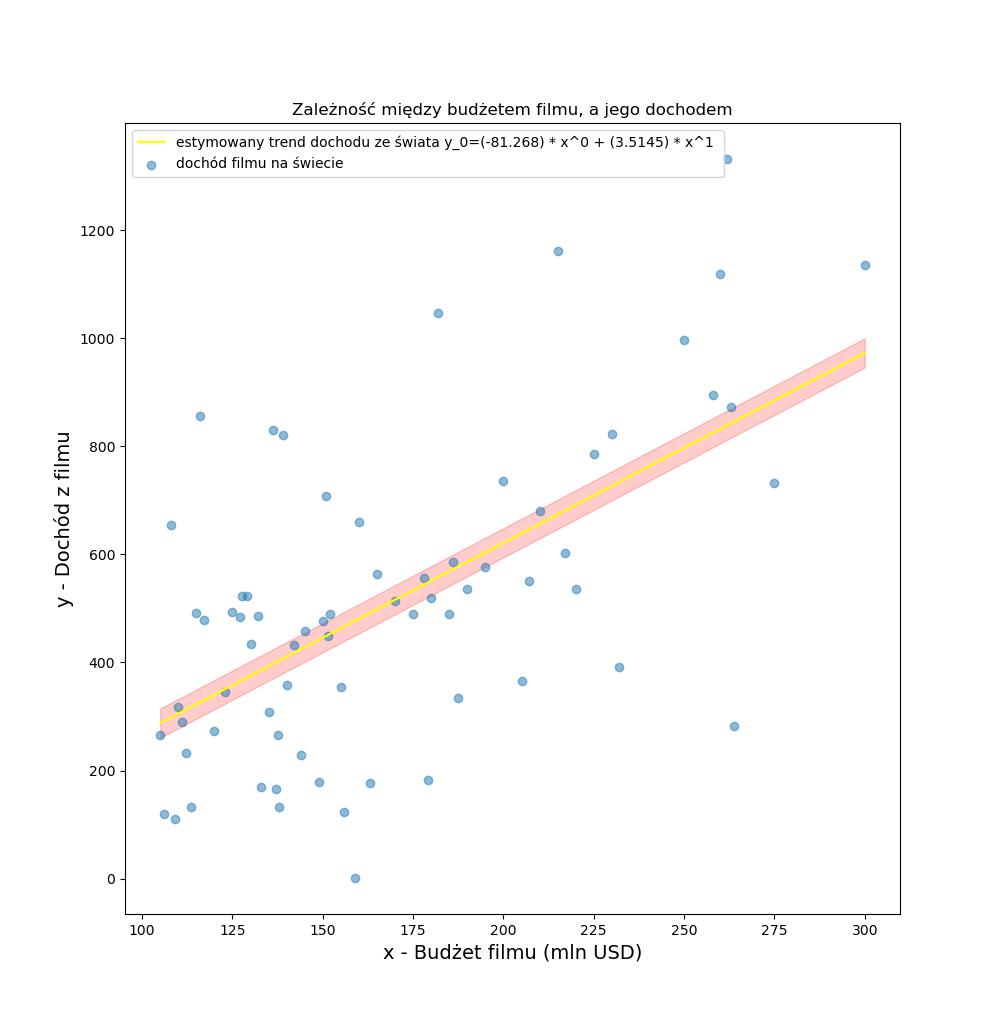 Zależność między budżetem filmu, a jego dochodem
estymowany trend dochodu ze świata y_0=(-81.268) * x^0 + (3.5145) * x^1
dochód filmu na świecie
y - Dochód z filmu
1200
1000
800
600
400
200
0
100 125 150 175 200 225 250 275 300
x - Budżet filmu (mln USD)